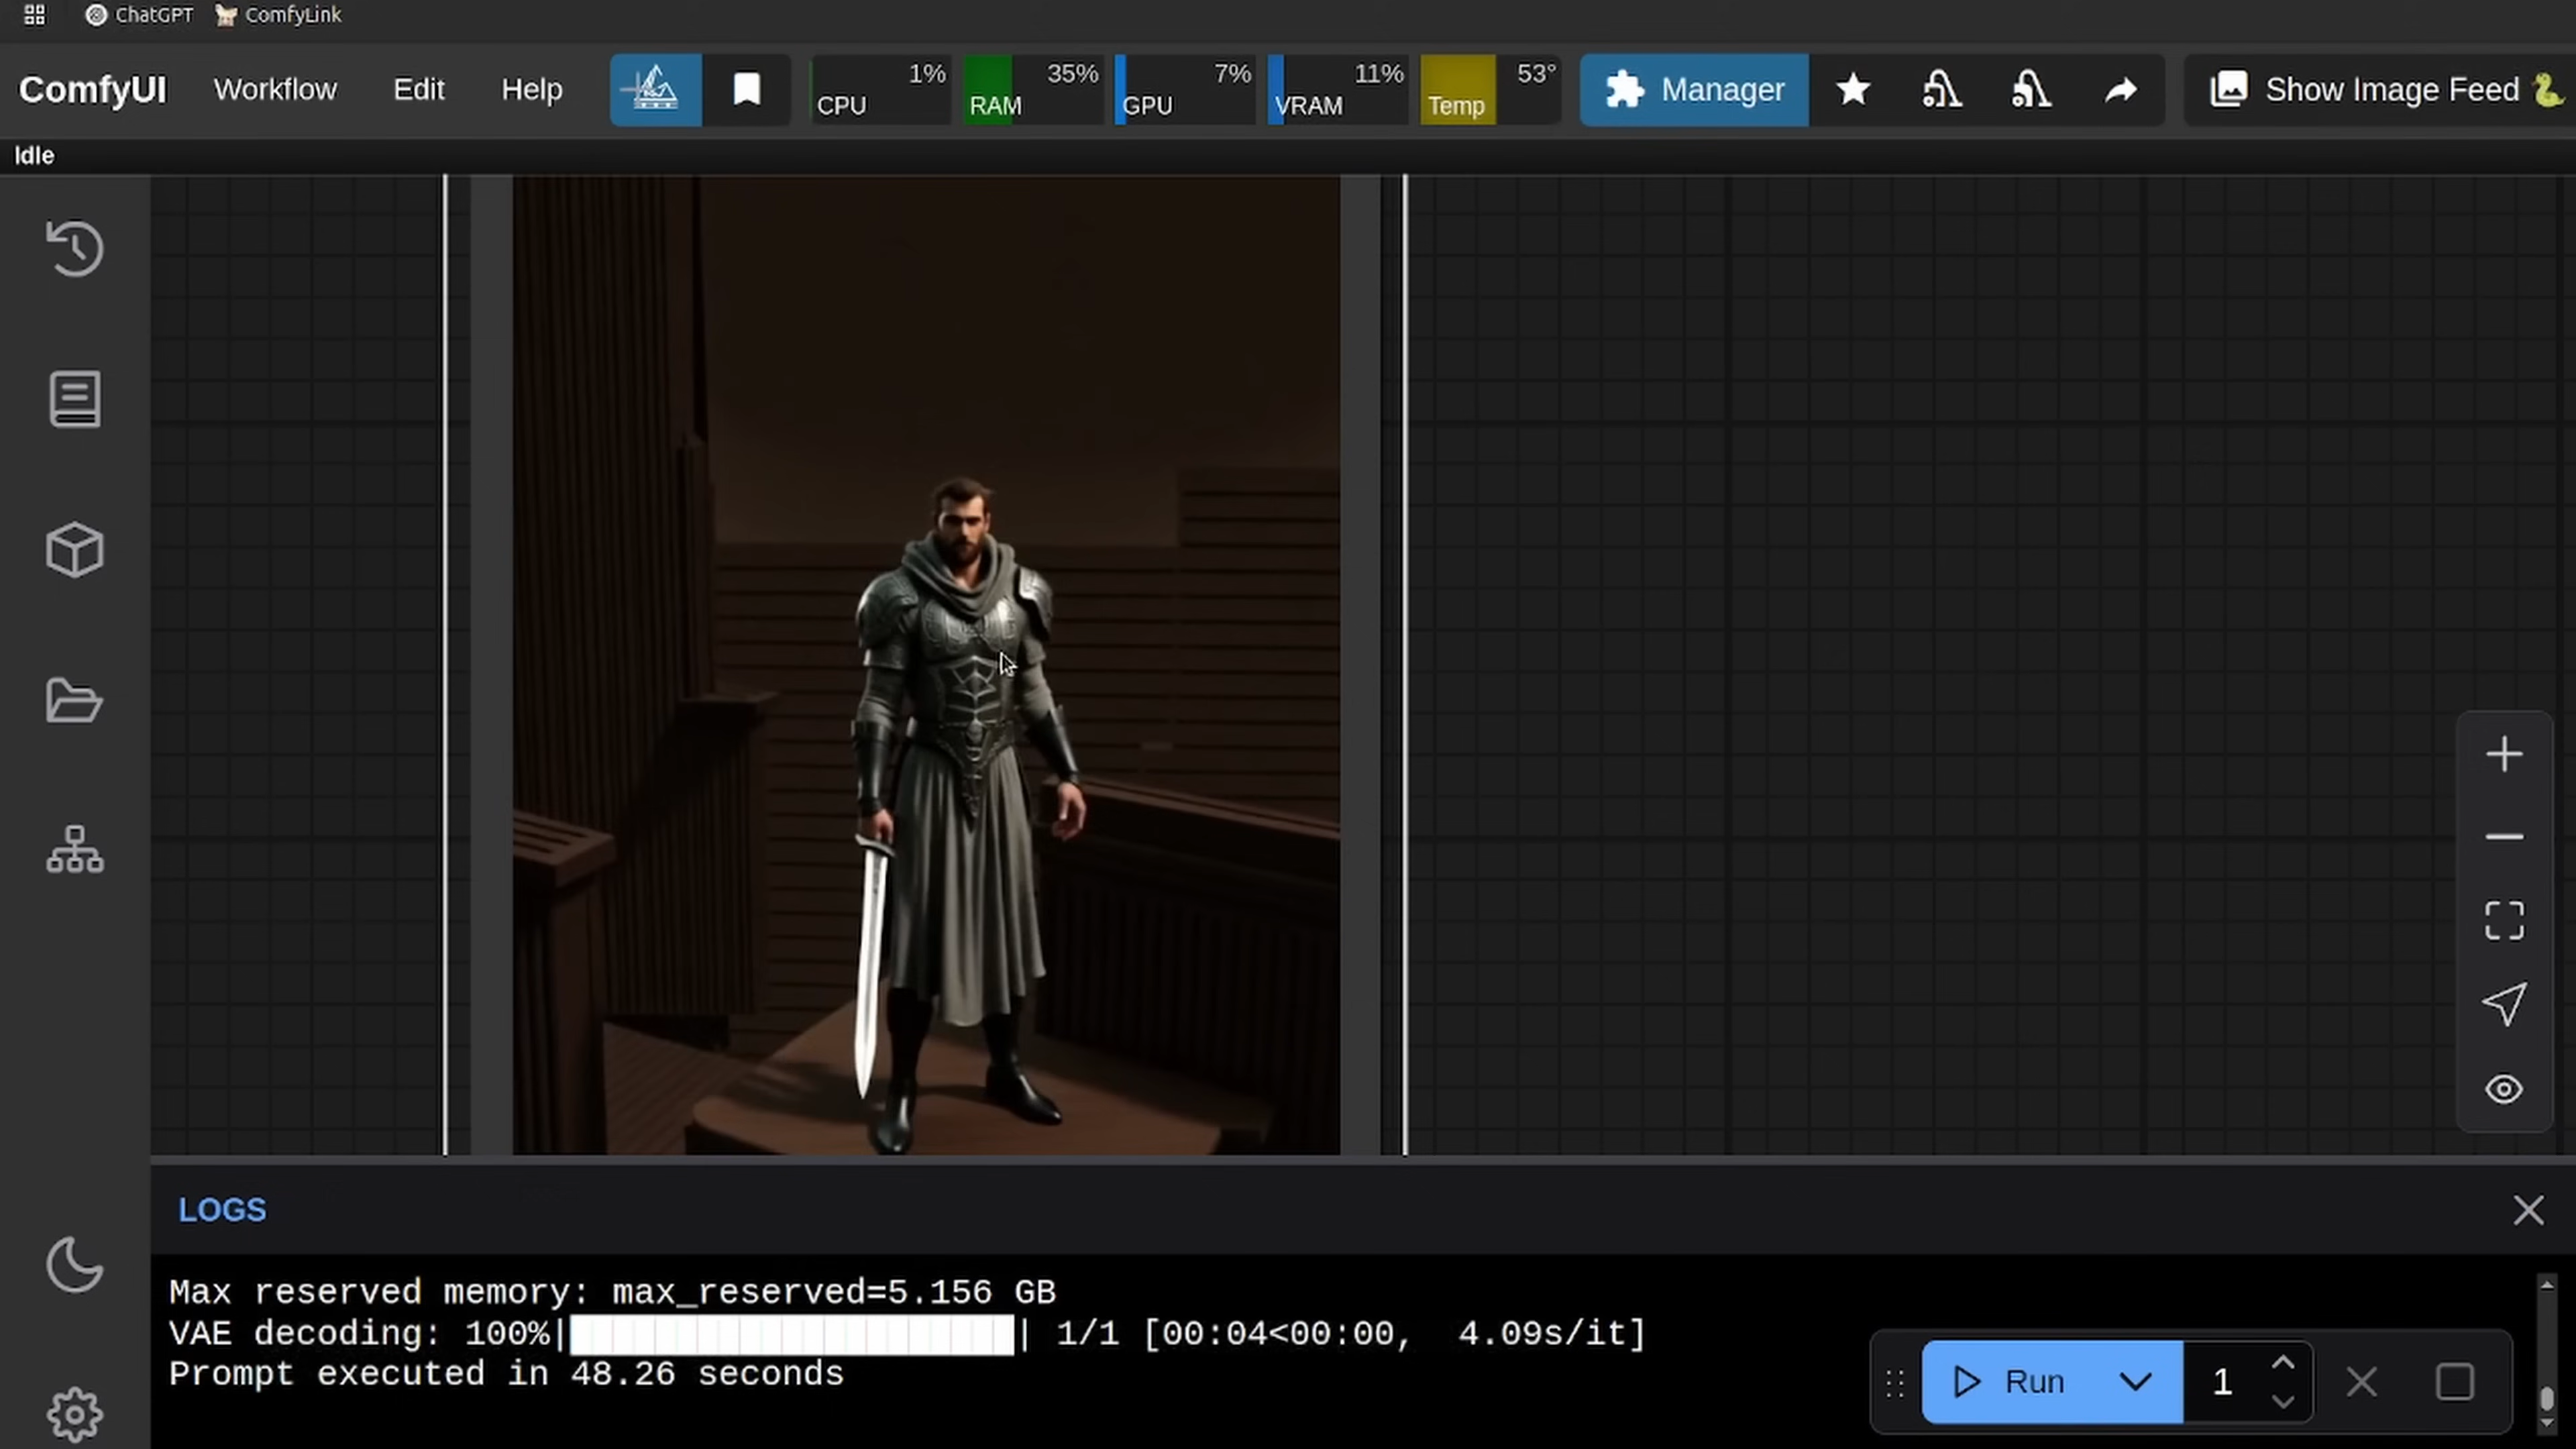 ChatGPT ComfyLink
ComfyUI Workflow Edit Help CPU 1% RAM 35% GPU 7% VRAM 11% Temp 53° Manager Show Image Feed 🐍
Idle
LOGS
Max reserved memory: max_reserved=5.156 GB
VAE decoding: 100%|████████████████████| 1/1 [00:04<00:00, 4.09s/it]
Prompt executed in 48.26 seconds
Run 1